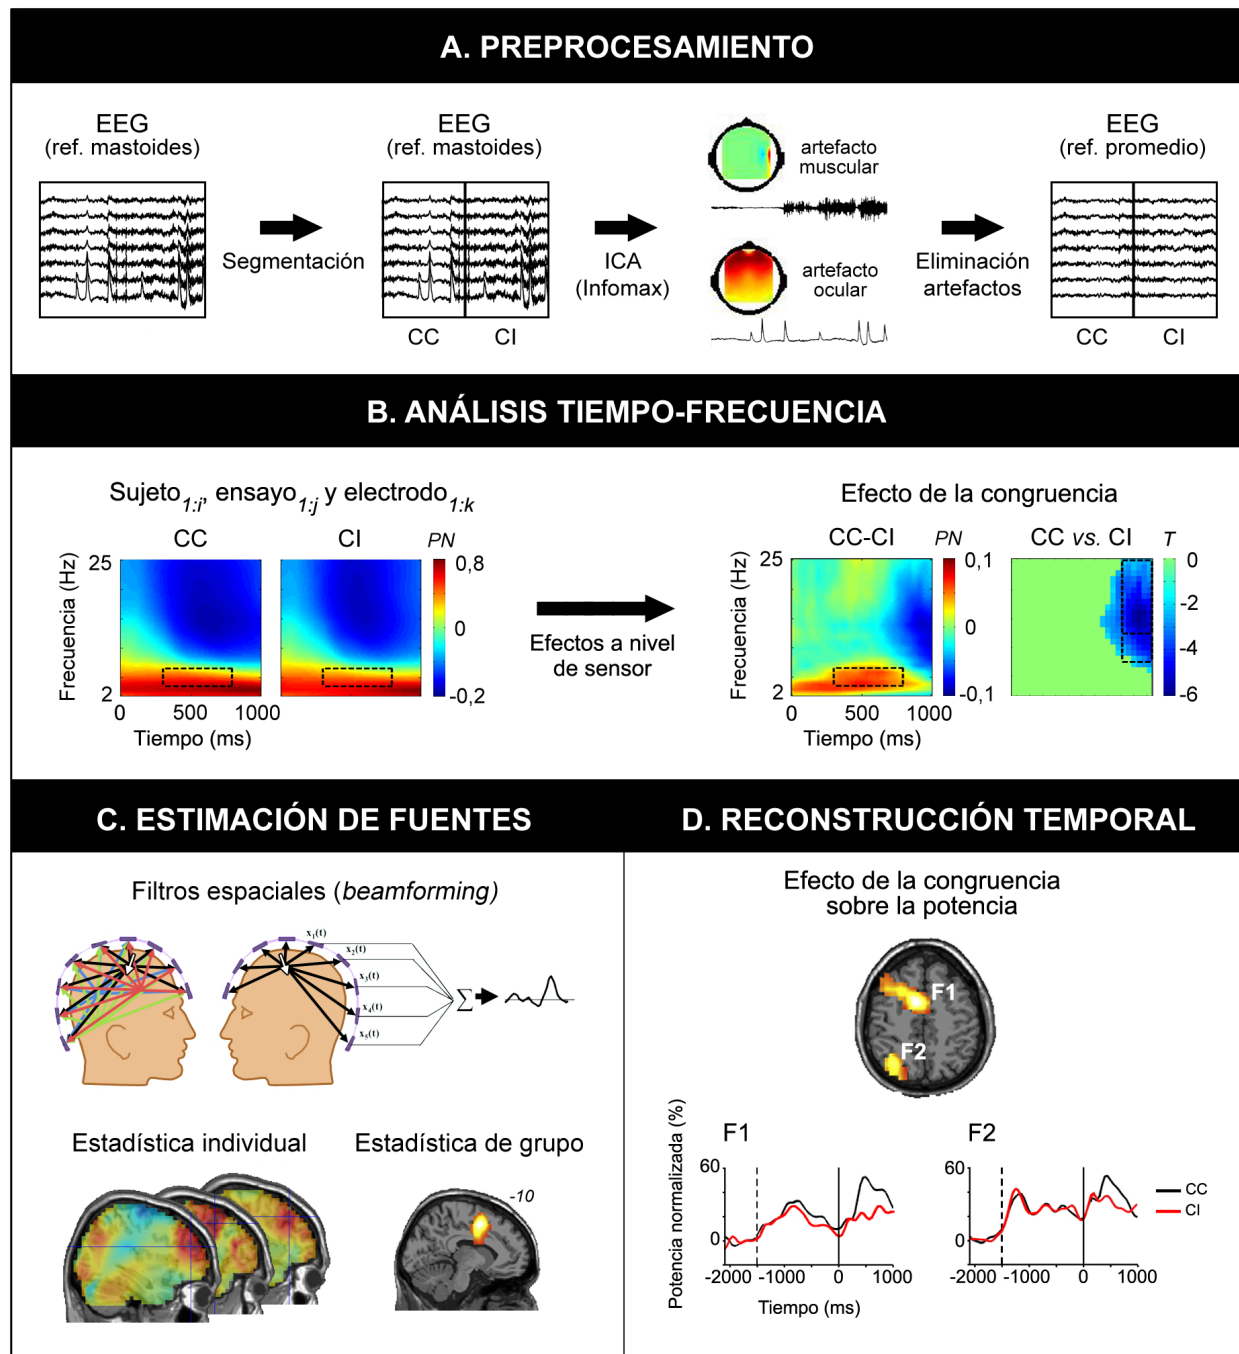 A. PREPROCESAMIENTO
EEG
(ref. mastoides)
Segmentación
EEG
(ref. mastoides)
CC
CI
ICA
(Infomax)
artefacto
muscular
artefacto
ocular
Eliminación
artefactos
EEG
(ref. promedio)
CC
CI
B. ANÁLISIS TIEMPO-FRECUENCIA
Sujeto1:i, ensayo1:j y electrodo1:k
CC
CI
PN
Frecuencia (Hz)
25
2
0,8
0
-0,2
0
500
1000
Tiempo (ms)
Efectos a nivel
de sensor
Efecto de la congruencia
CC-CI
PN
CC vs. CI
T
Frecuencia (Hz)
25
2
0,1
0
-0,1
0
-2
-4
-6
0
500
1000
Tiempo (ms)
C. ESTIMACIÓN DE FUENTES
Filtros espaciales (beamforming)
x1(t)
x2(t)
x3(t)
x4(t)
x5(t)
Σ
Estadística individual
Estadística de grupo
-10
D. RECONSTRUCCIÓN TEMPORAL
Efecto de la congruencia
sobre la potencia
F1
F2
Potencia normalizada (%)
F1
60
0
-2000
-1000
0
1000
Tiempo (ms)
F2
60
0
-2000
-1000
0
1000
CC
CI